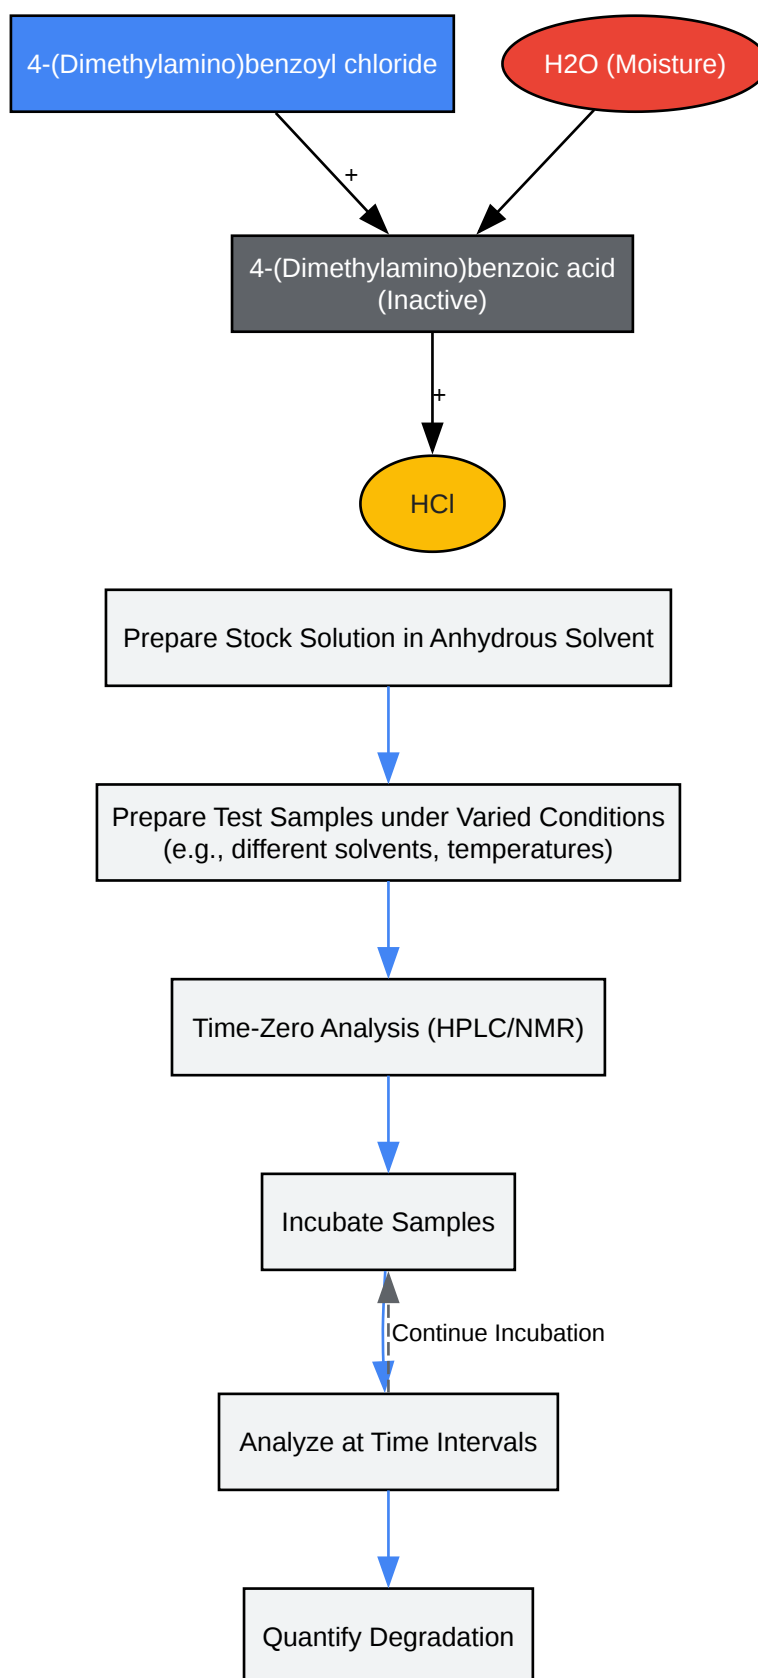 4-(Dimethylamino)benzoyl chloride
H2O (Moisture)
+
4-(Dimethylamino)benzoic acid
(Inactive)
+
HCl
Prepare Stock Solution in Anhydrous Solvent
Prepare Test Samples under Varied Conditions
(e.g., different solvents, temperatures)
Time-Zero Analysis (HPLC/NMR)
Incubate Samples
Continue Incubation
Analyze at Time Intervals
Quantify Degradation